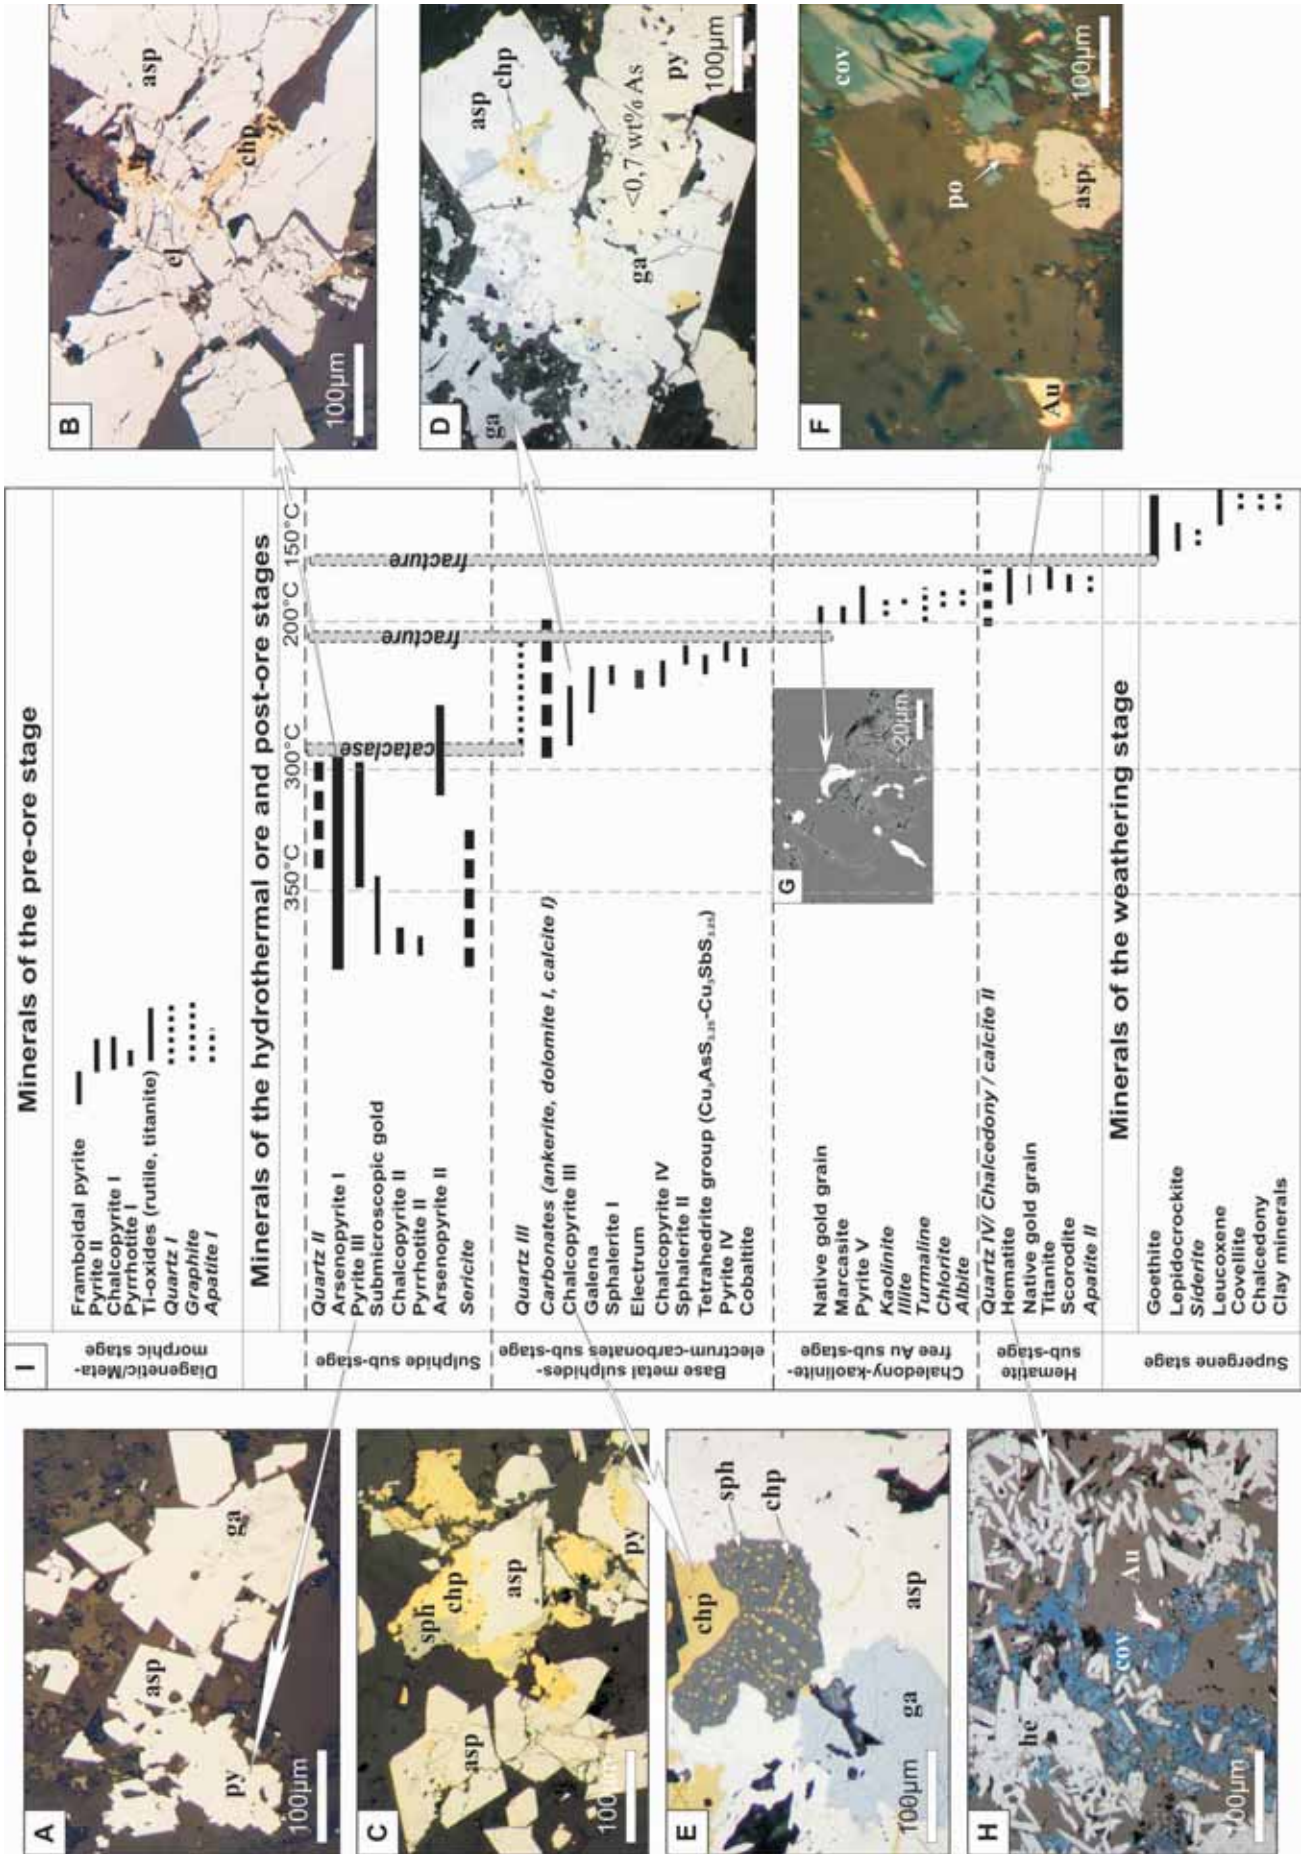 A
asp
ga
py
100µm
C
sph
chp
asp
asp
py
100µm
E
chp
sph
chp
ga
asp
100µm
H
he
cov
Au
100µm
I
Minerals of the pre-ore stage
Diagenetic/Meta-
morphic stage
Framboidal pyrite
Pyrite II
Chalcopyrite I
Pyrrhotite I
Ti-oxides (rutile, titanite)
Quartz I
Graphite
Apatite I
Minerals of the hydrothermal ore and post-ore stages
350°C
300°C
200°C
150°C
Sulphide sub-stage
Quartz II
Arsenopyrite I
Pyrite III
Submicroscopic gold
Chalcopyrite II
Pyrrhotite II
Arsenopyrite II
Sericite
cataclase
fracture
fracture
Base metal sulphides-
electrum-carbonates sub-stage
Quartz III
Carbonates (ankerite, dolomite I, calcite I)
Chalcopyrite III
Galena
Sphalerite I
Electrum
Chalcopyrite IV
Sphalerite II
Tetrahedrite group (Cu₃AsS₃.₂₅-Cu₃SbS₃.₂₅)
Pyrite IV
Cobaltite
Chaledony-kaolinite-
free Au sub-stage
Native gold grain
Marcasite
Pyrite V
Kaolinite
Illite
Turmaline
Chlorite
Albite
G
20µm
Hematite
sub-stage
Quartz IV/ Chalcedony / calcite II
Hematite
Native gold grain
Titanite
Scorodite
Apatite II
Minerals of the weathering stage
Supergene stage
Goethite
Lepidocrockite
Siderite
Leucoxene
Covellite
Chalcedony
Clay minerals
B
asp
el
chp
100µm
D
asp
chp
ga
<0,7 wt% As
ga
py
100µm
F
cov
po
asp
Au
100µm